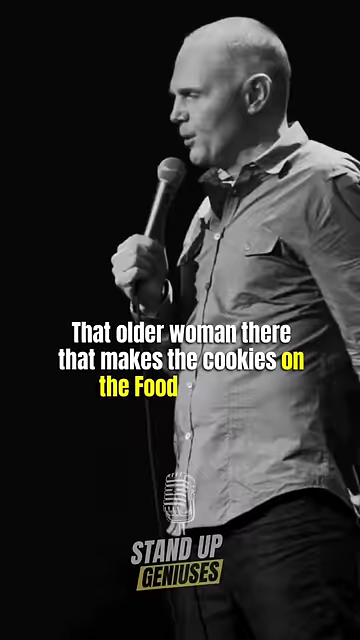 That older woman there
that makes the cookies on
the Food
STAND UP
GENIUSES